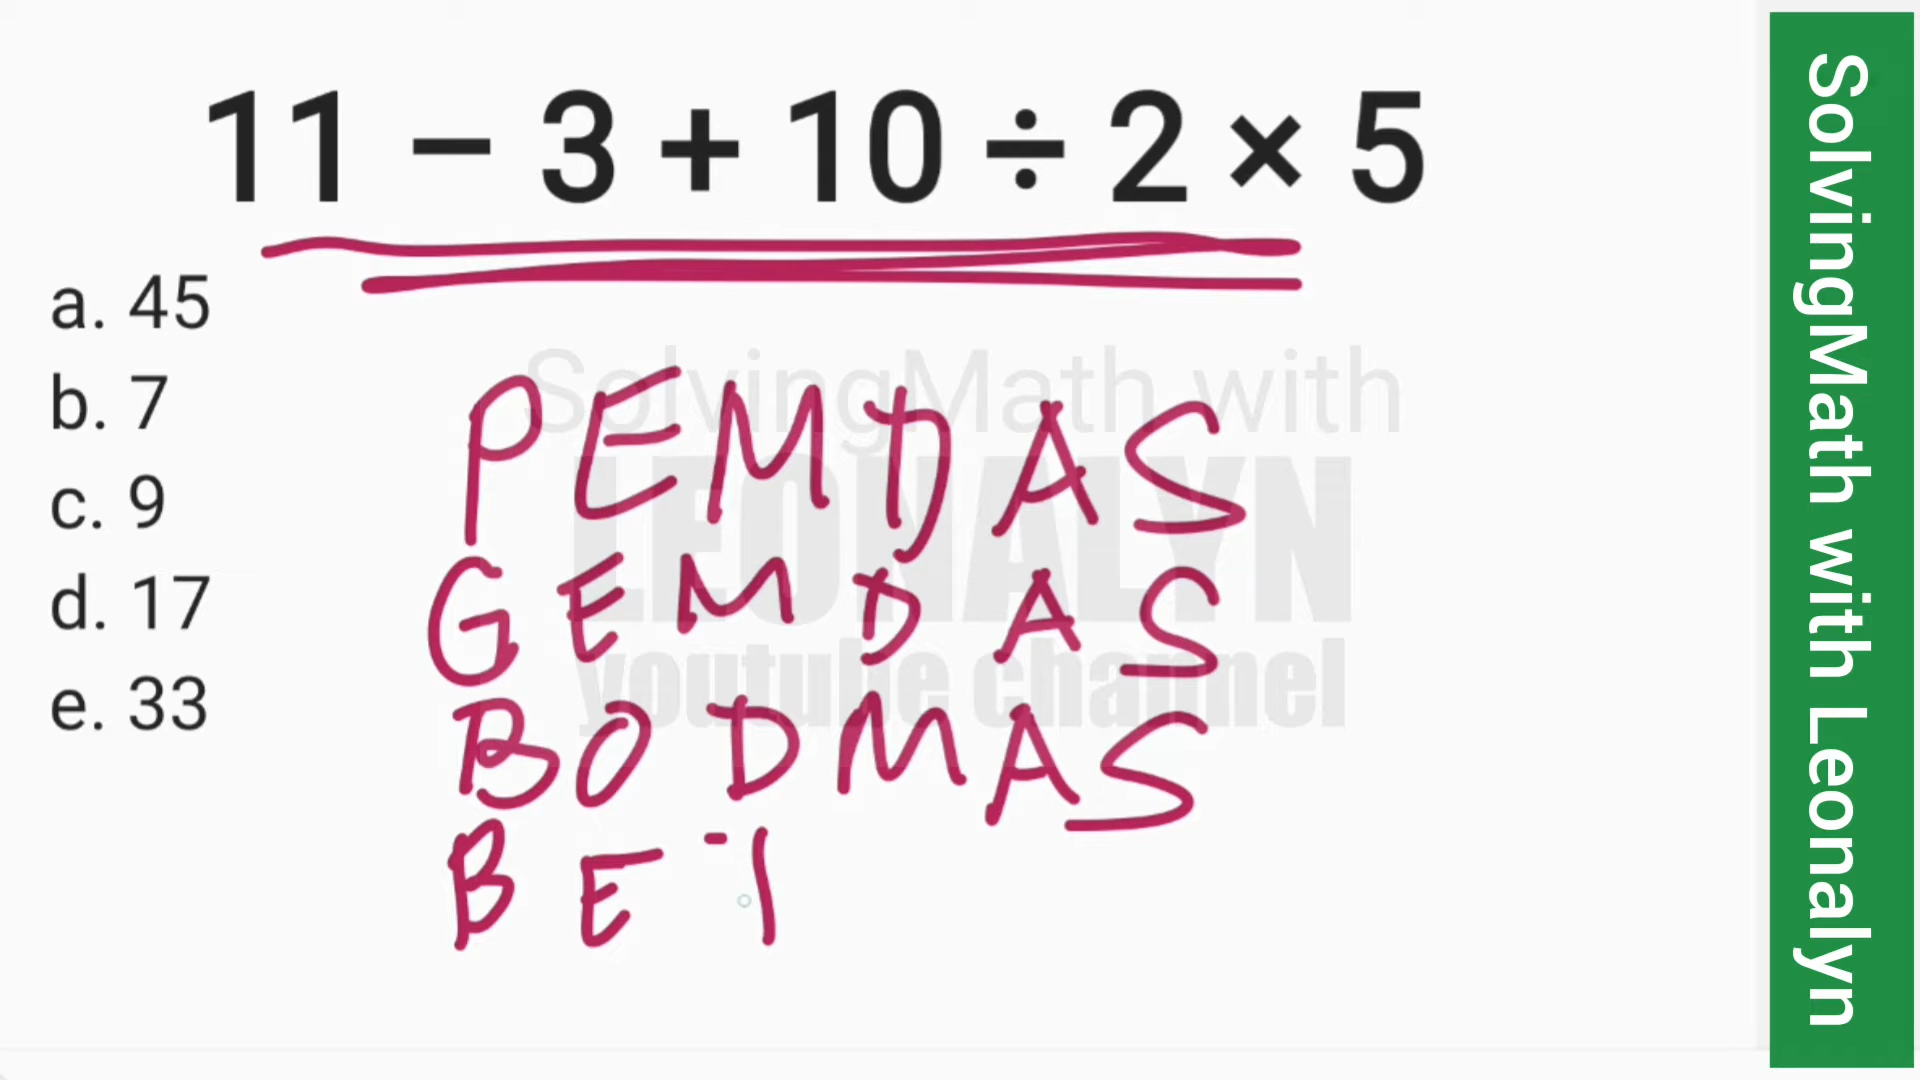 11 − 3 + 10 ÷ 2 × 5
a. 45
b. 7
c. 9
d. 17
e. 33
SolvingMath with
LEONALYN
youtube channel
PEMDAS
GEMDAS
BODMAS
BE
SolvingMath with Leonalyn